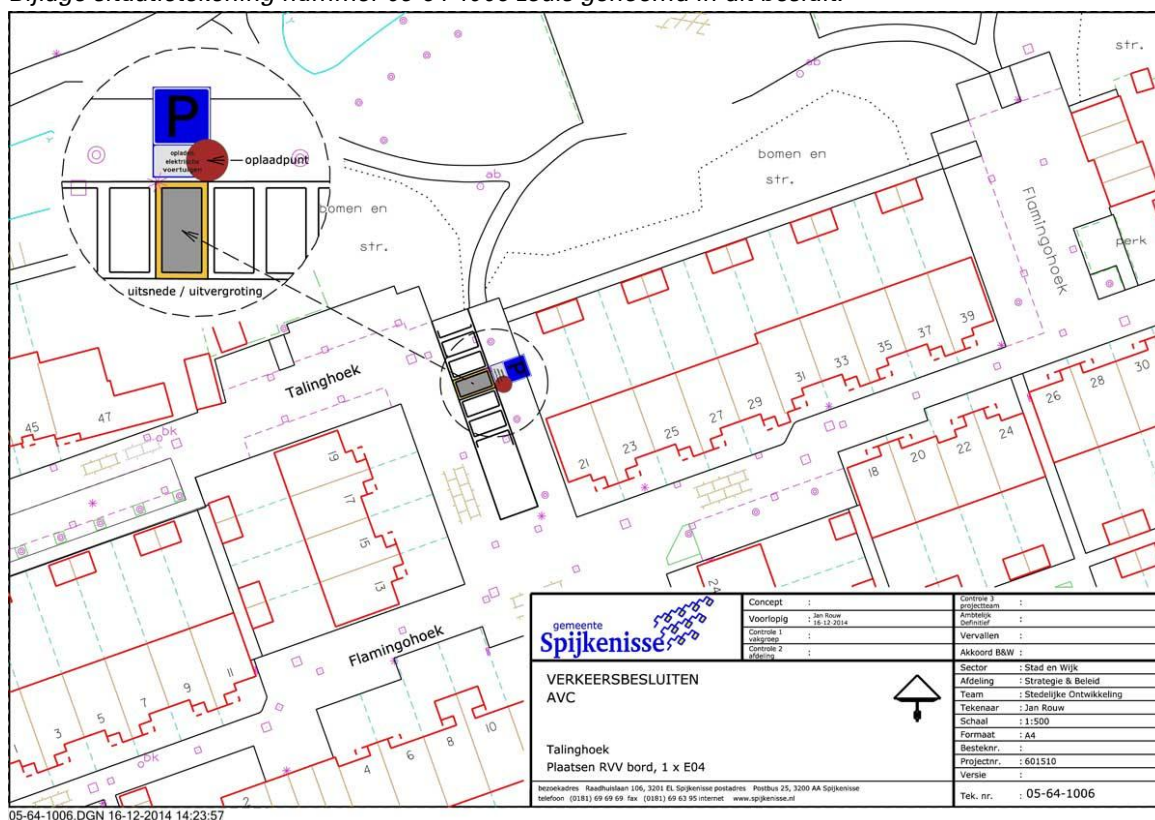 Bijlage situatietekening nummer 05-64-1006 zoals genoemd in dit besluit.
P
opladen
elektrische
voertuigen
oplaadpunt
uitsnede / uitvergroting
bomen en
str.
bomen en
str.
str.
ab
ab
Flamingohoek
perk
Talinghoek
P
45
47
bk
19
17
15
13
21
23
25
27
29
31
33
35
37
39
18
20
22
24
26
28
30
24
Flamingohoek
1
3
5
7
9
11
bk
2
4
6
8
10
gemeente
Spijkenisse
Concept :
Voorlopig : Jan Rouw
16-12-2014
Controle 1
vakgroep :
Controle 2
afdeling :
Controle 3
projectteam :
Ambtelijk
Definitief :
Vervallen :
Akkoord B&W :
VERKEERSBESLUITEN
AVC
Talinghoek
Plaatsen RVV bord, 1 x E04
Sector : Stad en Wijk
Afdeling : Strategie & Beleid
Team : Stedelijke Ontwikkeling
Tekenaar : Jan Rouw
Schaal : 1:500
Formaat : A4
Besteknr. :
Projectnr. : 601510
Versie :
Tek. nr. : 05-64-1006
bezoekadres Raadhuislaan 106, 3201 EL Spijkenisse postadres Postbus 25, 3200 AA Spijkenisse
telefoon (0181) 69 69 69 fax (0181) 69 63 95 internet www.spijkenisse.nl
05-64-1006.DGN 16-12-2014 14:23:57